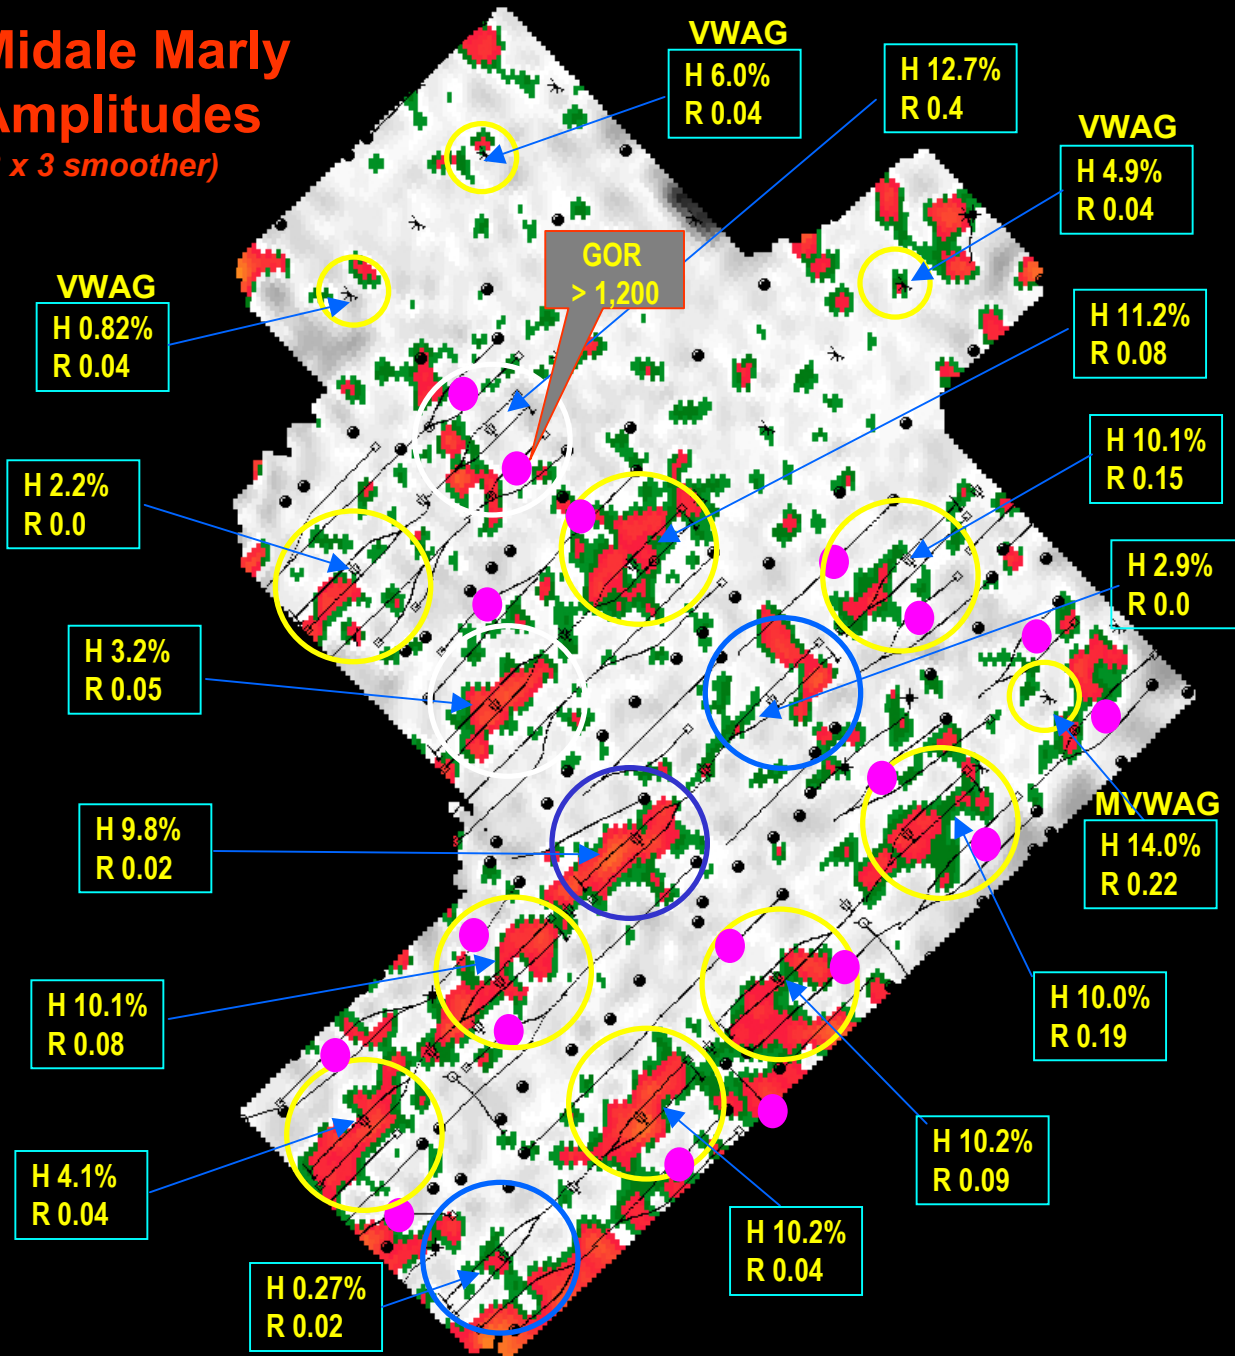 Midale Marly
Amplitudes
x 3 smoother)
VWAG
H 6.0%
R 0.04
H 12.7%
R 0.4
VWAG
H 4.9%
R 0.04
GOR
> 1,200
VWAG
H 0.82%
R 0.04
H 11.2%
R 0.08
H 10.1%
R 0.15
H 2.2%
R 0.0
H 2.9%
R 0.0
H 3.2%
R 0.05
MVWAG
H 14.0%
R 0.22
H 9.8%
R 0.02
H 10.0%
R 0.19
H 10.1%
R 0.08
H 10.2%
R 0.09
H 4.1%
R 0.04
H 10.2%
R 0.04
H 0.27%
R 0.02